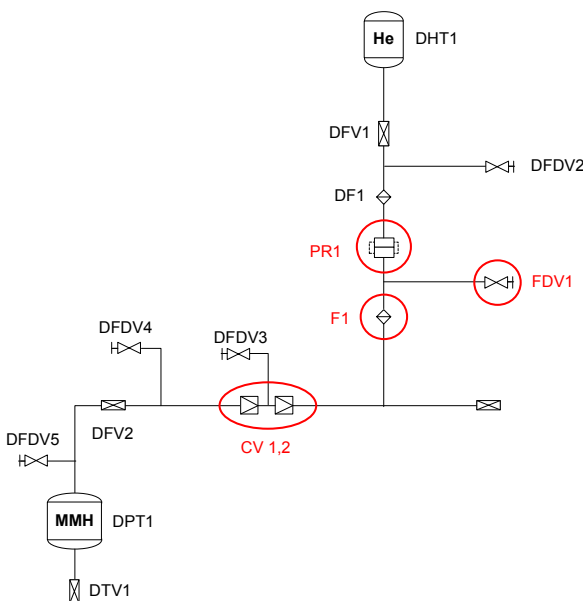 He
DHT1
DFV1
DFDV2
DF1
PR1
FDV1
F1
DFDV4
DFDV3
DFV2
CV 1,2
DFDV5
MMH
DPT1
DTV1